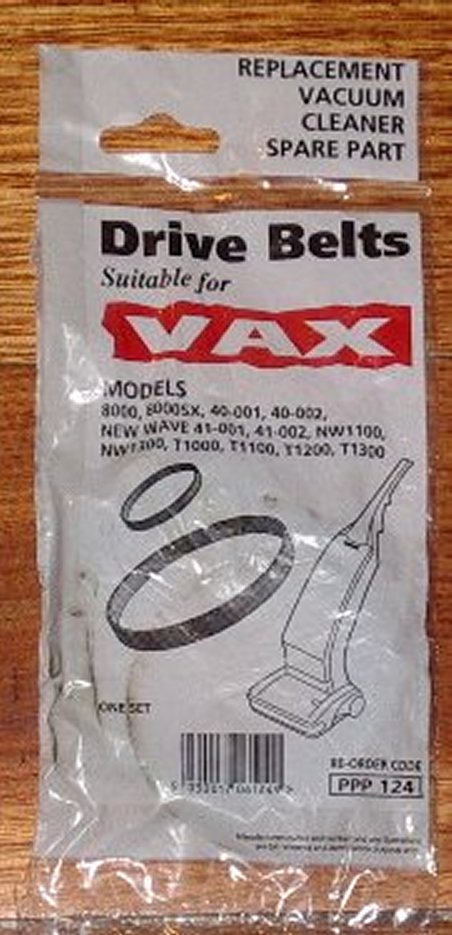 REPLACEMENT
VACUUM
CLEANER
SPARE PART
Drive Belts
Suitable for
VAX
MODELS
8000, 8000SX, 40-001, 40-002,
NEW WAVE 41-001, 41-002, NW1100,
NW1300, T1000, T1100, T1200, T1300
ONE SET
RE-ORDER CODE
PPP 124